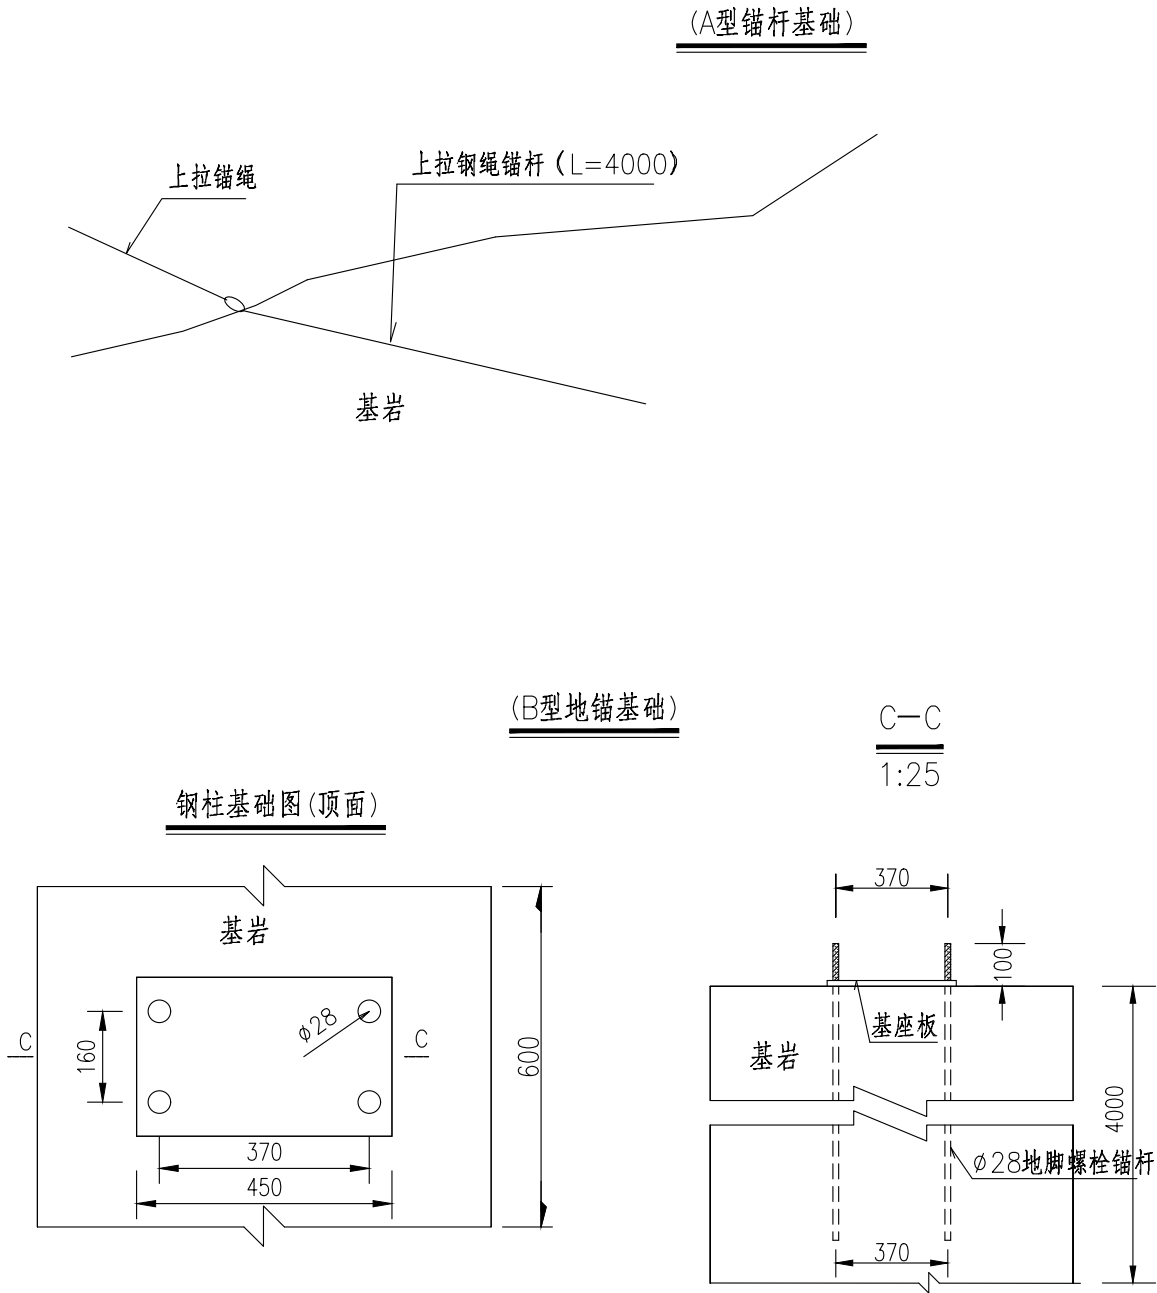 (A型锚杆基础)
上拉锚绳
上拉钢绳锚杆（L=4000）
基岩
(B型地锚基础)
C-C
1:25
钢柱基础图(顶面)
370
基岩
100
C
160
ø28
C
600
基座板
基岩
4000
370
450
ø28地脚螺栓锚杆
370